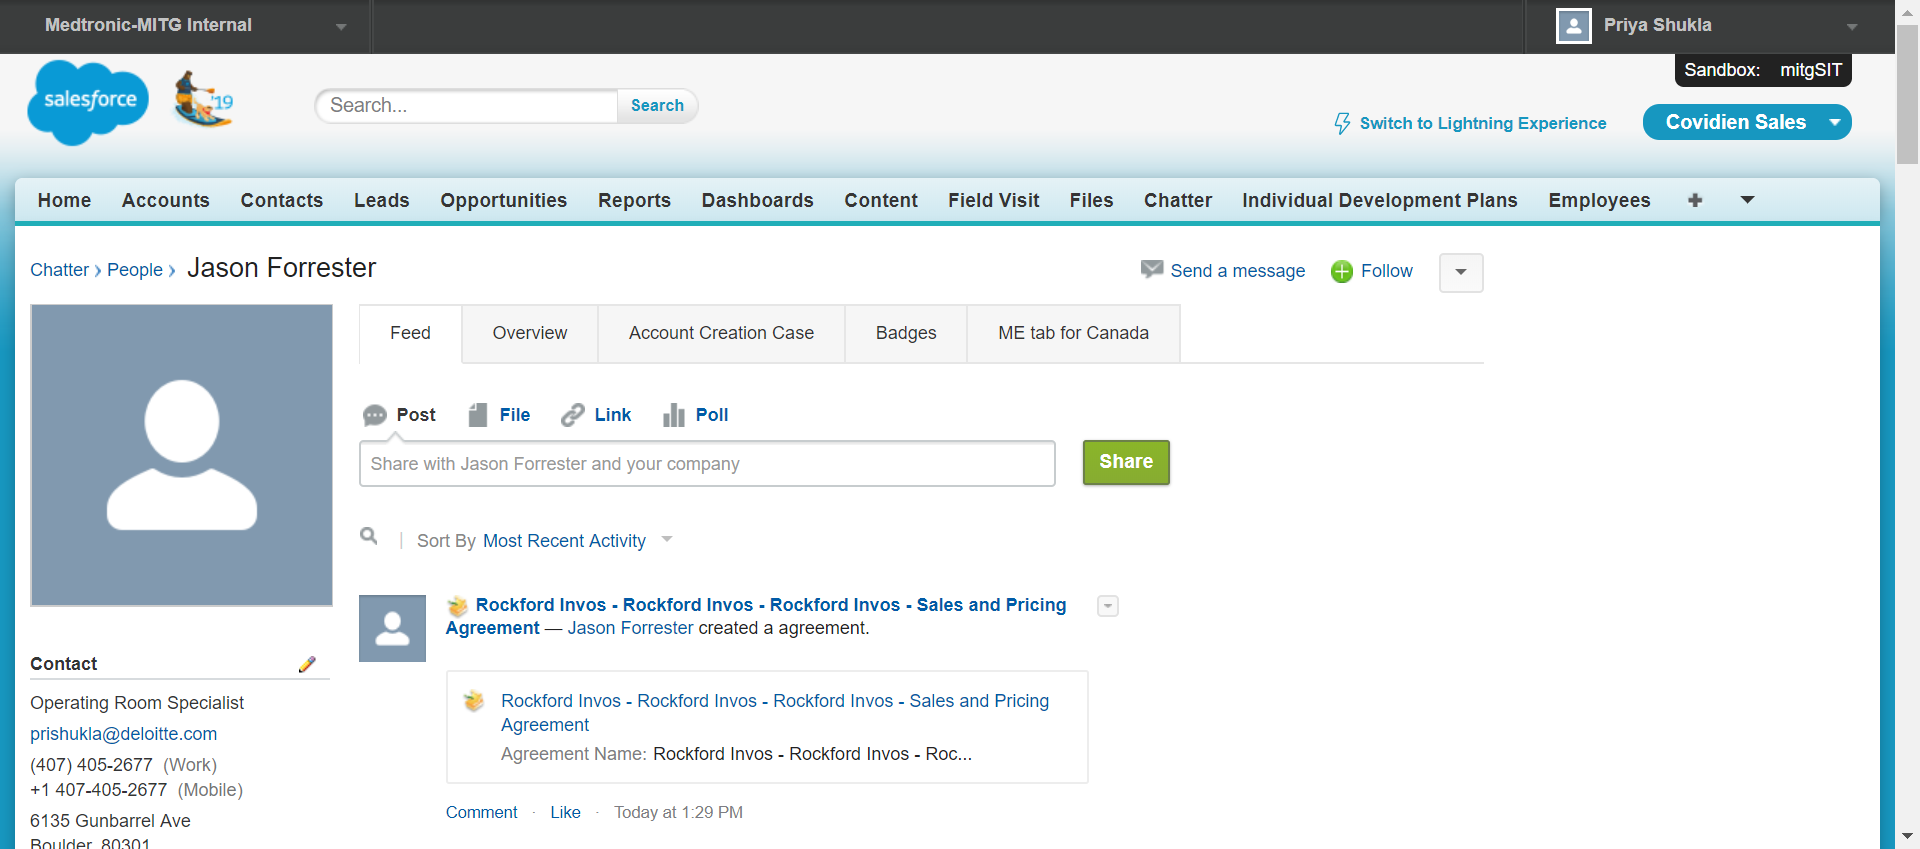 Medtronic-MITG Internal
Priya Shukla
Sandbox: mitgSIT
salesforce
'19
Search...
Search
Switch to Lightning Experience
Covidien Sales
Home Accounts Contacts Leads Opportunities Reports Dashboards Content Field Visit Files Chatter Individual Development Plans Employees
Chatter › People › Jason Forrester
Send a message
Follow
Feed Overview Account Creation Case Badges ME tab for Canada
Post File Link Poll
Share with Jason Forrester and your company
Share
Sort By Most Recent Activity
Rockford Invos - Rockford Invos - Rockford Invos - Sales and Pricing
Agreement — Jason Forrester created a agreement.
Rockford Invos - Rockford Invos - Rockford Invos - Sales and Pricing
Agreement
Agreement Name: Rockford Invos - Rockford Invos - Roc...
Comment · Like · Today at 1:29 PM
Contact
Operating Room Specialist
prishukla@deloitte.com
(407) 405-2677 (Work)
+1 407-405-2677 (Mobile)
6135 Gunbarrel Ave
Boulder, 80301